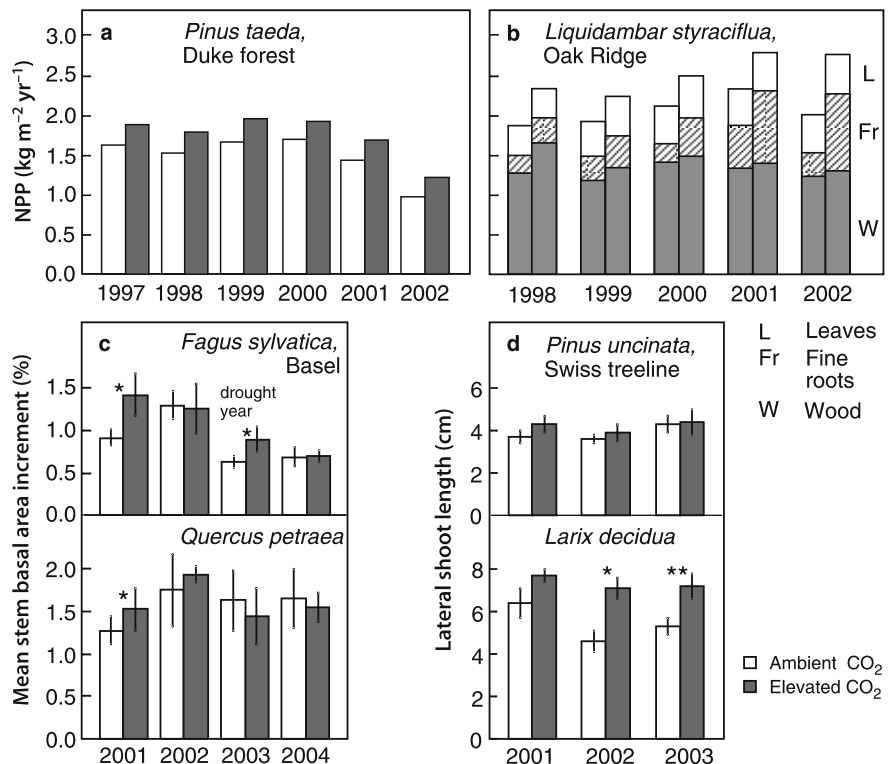 a
Pinus taeda,
Duke forest
NPP (kg m⁻² yr⁻¹)
3.0
2.5
2.0
1.5
1.0
0.5
0.0
1997 1998 1999 2000 2001 2002
b
Liquidambar styraciflua,
Oak Ridge
L
Fr
W
1998 1999 2000 2001 2002
L Leaves
Fr Fine
roots
W Wood
c
Fagus sylvatica,
Basel
drought
year
*
*
Mean stem basal area increment (%)
1.5
1.0
0.5
0.0
Quercus petraea
*
2.0
1.5
1.0
0.5
0.0
2001 2002 2003 2004
d
Pinus uncinata,
Swiss treeline
Lateral shoot length (cm)
6
4
2
0
Larix decidua
* **
8
6
4
2
0
2001 2002 2003
Ambient CO₂
Elevated CO₂